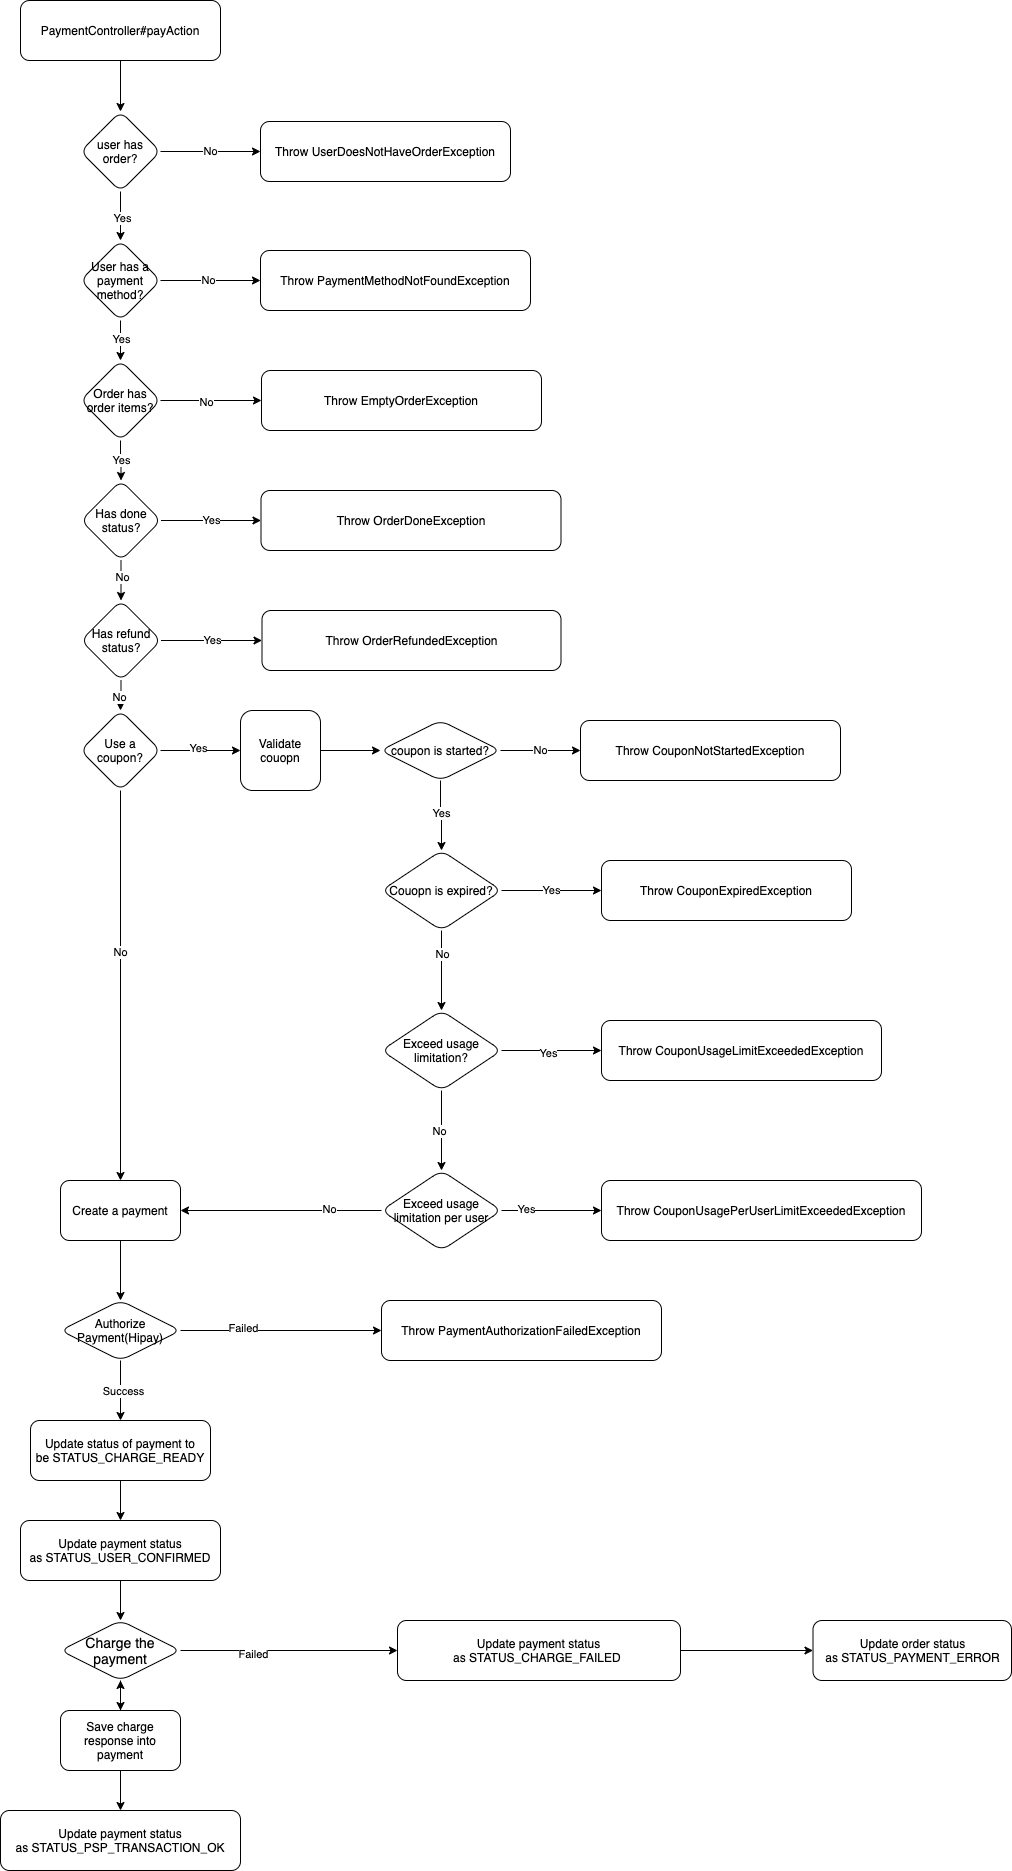 PaymentController#payAction
user has
order?
No
Throw UserDoesNotHaveOrderException
Yes
User has a
payment
method?
No
Throw PaymentMethodNotFoundException
Yes
Order has
order items?
No
Throw EmptyOrderException
Yes
Has done
status?
Yes
Throw OrderDoneException
No
Has refund
status?
Yes
Throw OrderRefundedException
No
Use a
coupon?
Yes
Validate
couopn
coupon is started?
No
Throw CouponNotStartedException
Yes
Couopn is expired?
Yes
Throw CouponExpiredException
No
No
Exceed usage
limitation?
Yes
Throw CouponUsageLimitExceededException
No
Create a payment
No
Exceed usage
limitation per user
Yes
Throw CouponUsagePerUserLimitExceededException
Authorize
Payment(Hipay)
Failed
Throw PaymentAuthorizationFailedException
Success
Update status of payment to
be STATUS_CHARGE_READY
Update payment status
as STATUS_USER_CONFIRMED
Charge the
payment
Failed
Update payment status
as STATUS_CHARGE_FAILED
Update order status
as STATUS_PAYMENT_ERROR
Save charge
response into
payment
Update payment status
as STATUS_PSP_TRANSACTION_OK